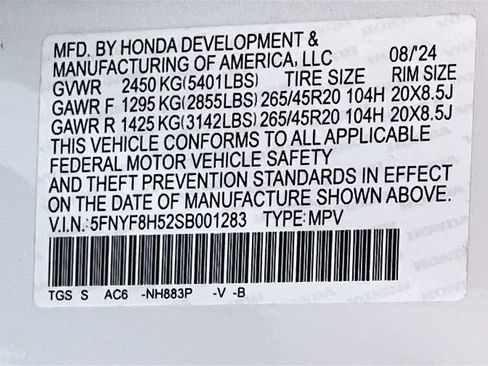 MFD. BY HONDA DEVELOPMENT &
MANUFACTURING OF AMERICA, LLC 08/'24
GVWR 2450 KG(5401LBS) TIRE SIZE RIM SIZE
GAWR F 1295 KG(2855LBS) 265/45R20 104H 20X8.5J
GAWR R 1425 KG(3142LBS) 265/45R20 104H 20X8.5J
THIS VEHICLE CONFORMS TO ALL APPLICABLE
FEDERAL MOTOR VEHICLE SAFETY
AND THEFT PREVENTION STANDARDS IN EFFECT
ON THE DATE OF MANUFACTURE SHOWN ABOVE.
V.I.N.:5FNYF8H52SB001283 TYPE:MPV
TGS S AC6 -NH883P -V -B